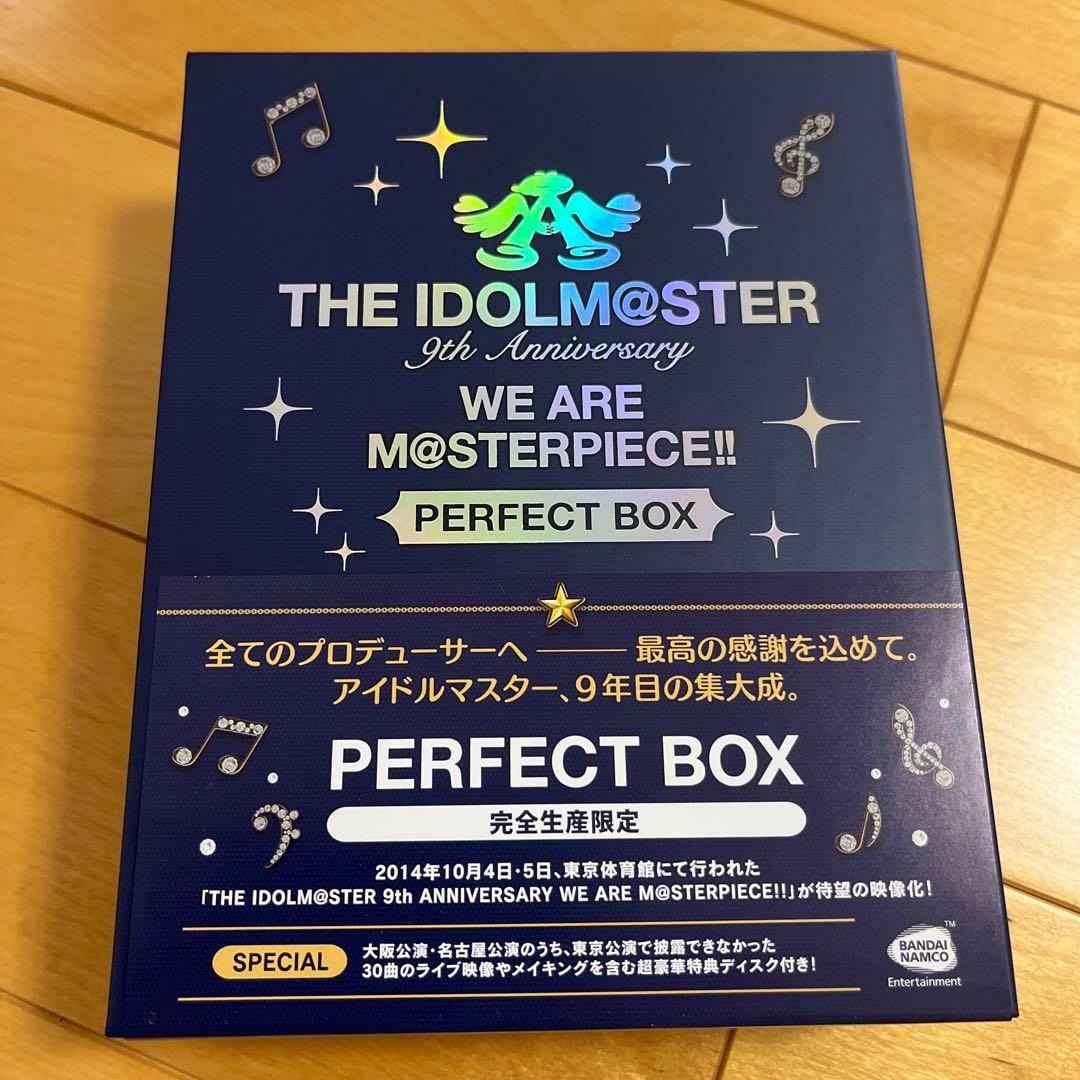 THE IDOLM@STER
9th Anniversary
WE ARE
M@STERPIECE!!
PERFECT BOX
全てのプロデューサーへ ―― 最高の感謝を込めて。
アイドルマスター、9年目の集大成。
PERFECT BOX
完全生産限定
2014年10月4日・5日、東京体育館にて行われた
「THE IDOLM@STER 9th ANNIVERSARY WE ARE M@STERPIECE!!」が待望の映像化!
SPECIAL
大阪公演・名古屋公演のうち、東京公演で披露できなかった
30曲のライブ映像やメイキングを含む超豪華特典ディスク付き!
BANDAI
NAMCO
TM
Entertainment